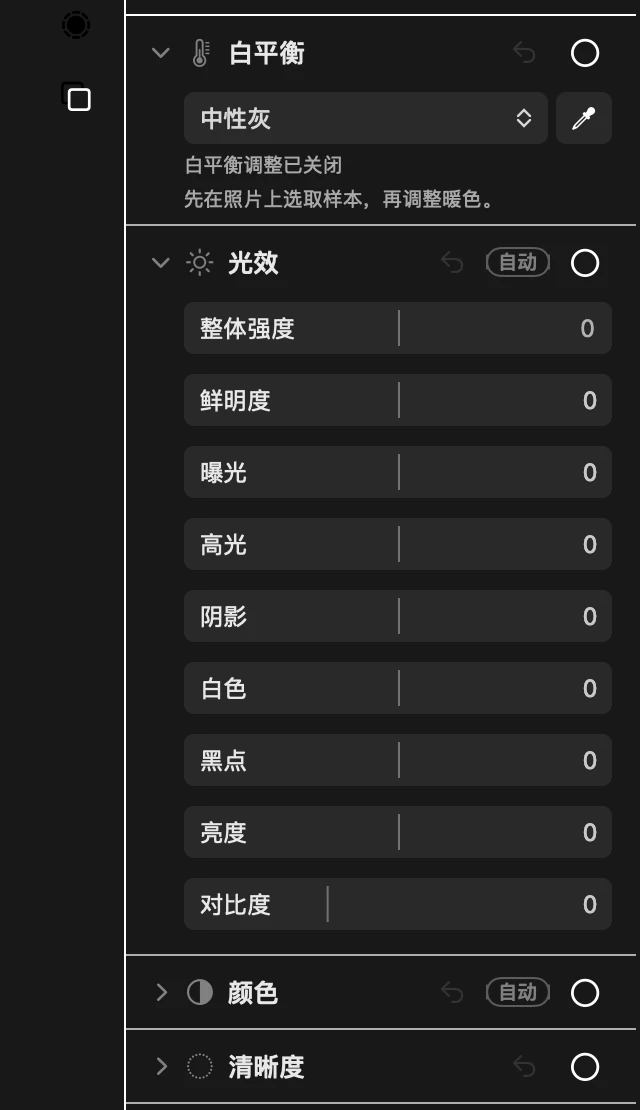 白平衡
中性灰
白平衡调整已关闭
先在照片上选取样本，再调整暖色。
光效 自动
整体强度 0
鲜明度 0
曝光 0
高光 0
阴影 0
白色 0
黑点 0
亮度 0
对比度 0
颜色 自动
清晰度